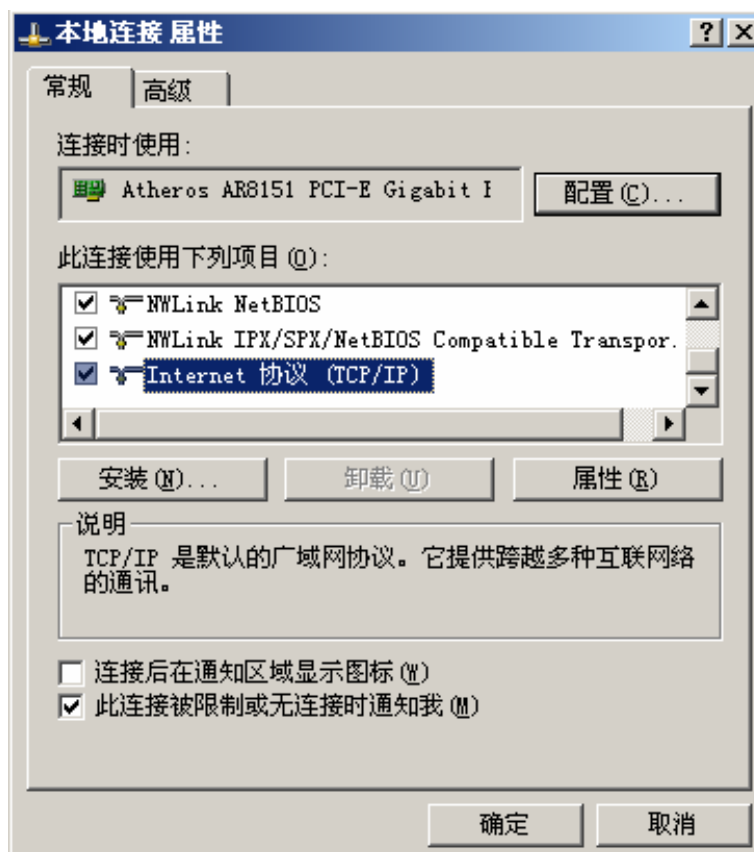 本地连接 属性
常规
高级
连接时使用:
Atheros AR8151 PCI-E Gigabit E
配置(C)...
此连接使用下列项目(O):
NWLink NetBIOS
NWLink IPX/SPX/NetBIOS Compatible Transpor.
Internet 协议 (TCP/IP)
安装(N)...
卸载(U)
属性(R)
说明
TCP/IP 是默认的广域网协议。它提供跨越多种互联网络
的通讯。
连接后在通知区域显示图标(W)
此连接被限制或无连接时通知我(M)
确定
取消